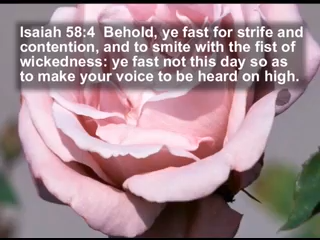 Isaiah 58:4  Behold, ye fast for strife and
contention, and to smite with the fist of
wickedness: ye fast not this day so as
to make your voice to be heard on high.